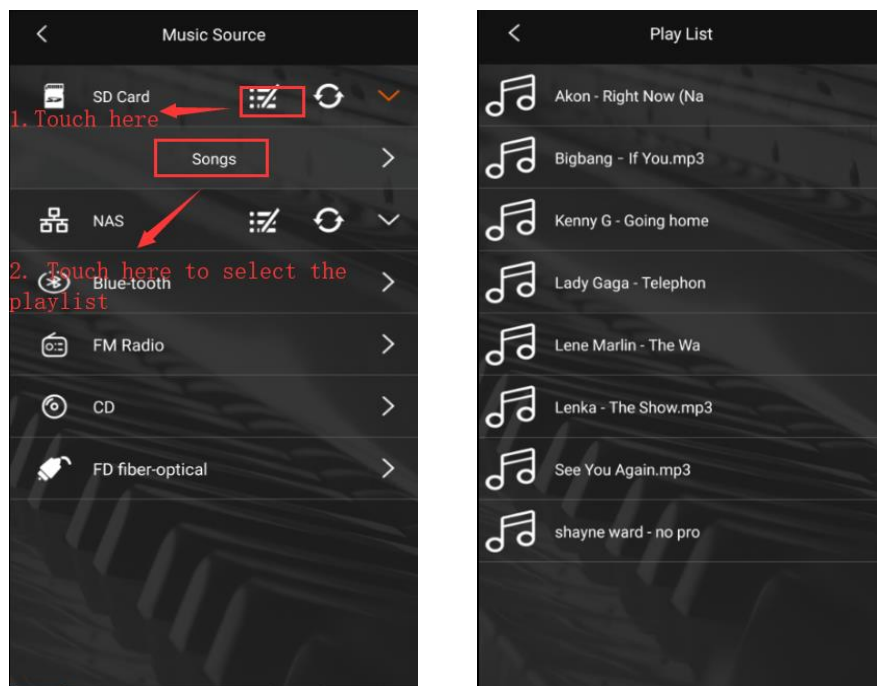 Music Source
SD Card
1.Touch here
Songs
NAS
2. Touch here to select the
playlist
Blue-tooth
FM Radio
CD
FD fiber-optical
Play List
Akon - Right Now (Na
Bigbang - If You.mp3
Kenny G - Going home
Lady Gaga - Telephon
Lene Marlin - The Wa
Lenka - The Show.mp3
See You Again.mp3
shayne ward - no pro